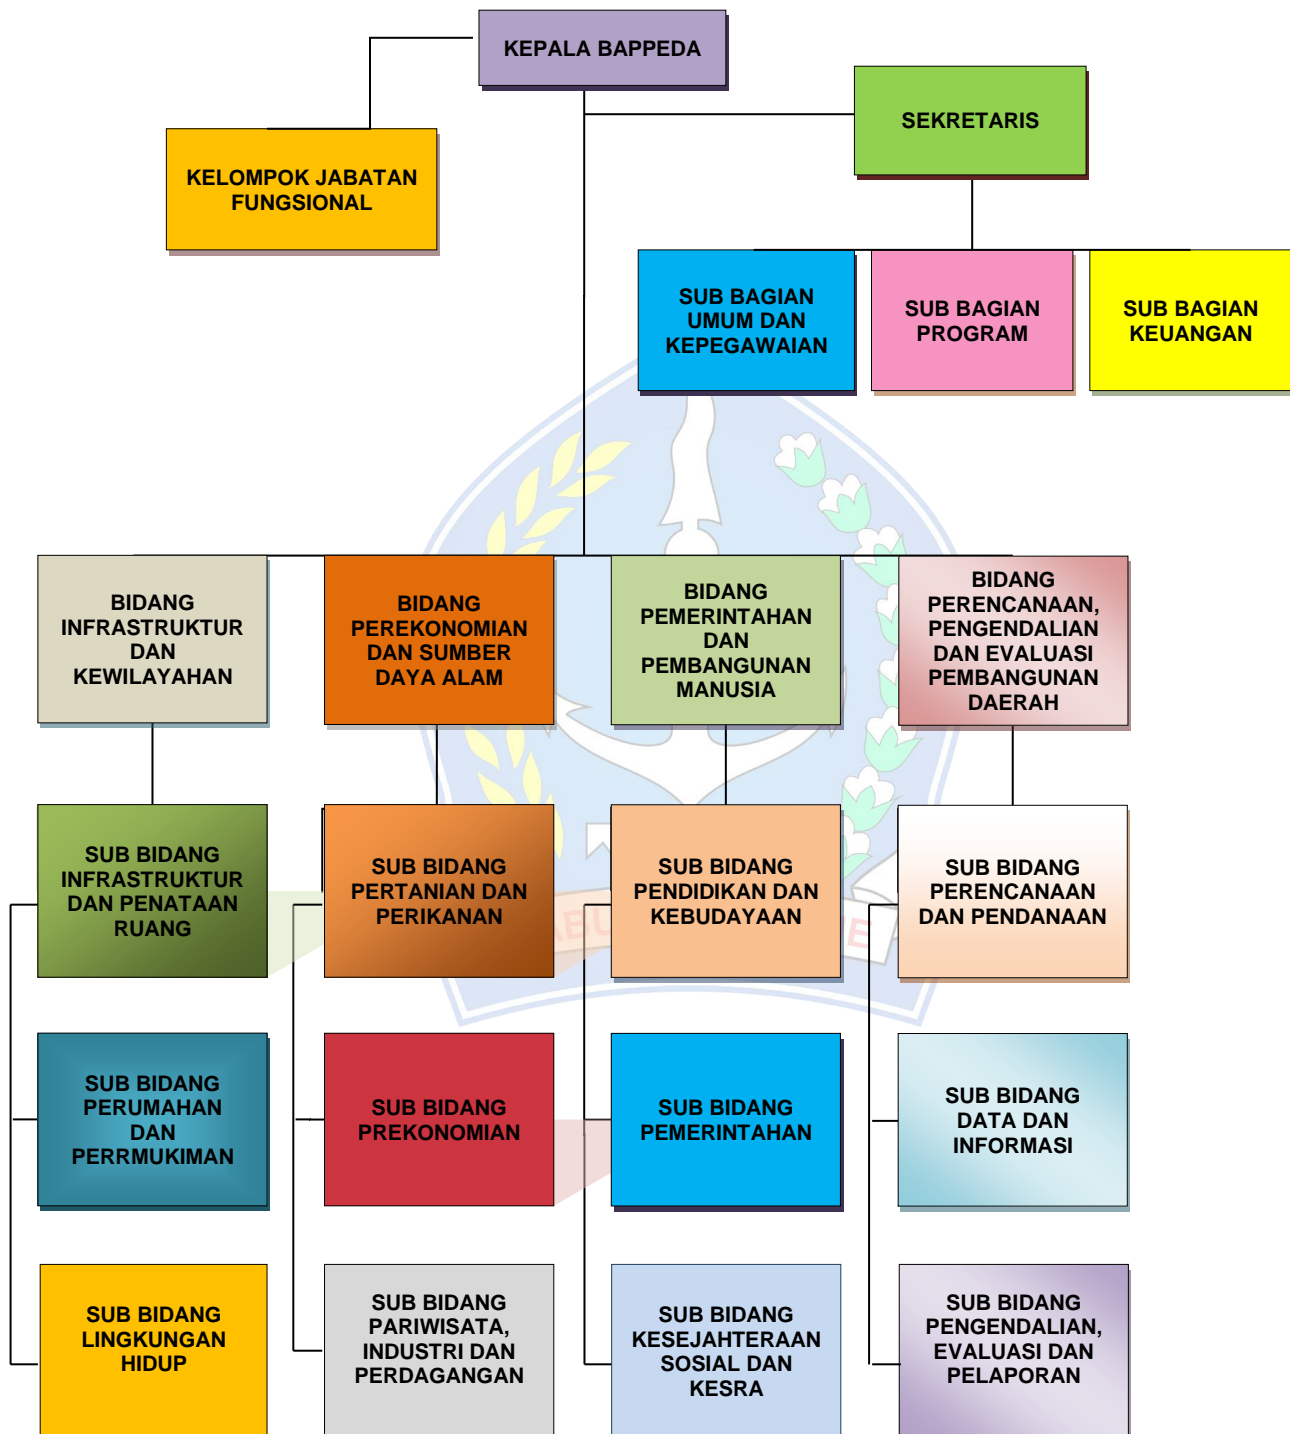 KEPALA BAPPEDA
SEKRETARIS
KELOMPOK JABATAN
FUNGSIONAL
SUB BAGIAN
UMUM DAN
KEPEGAWAIAN
SUB BAGIAN
PROGRAM
SUB BAGIAN
KEUANGAN
BIDANG
INFRASTRUKTUR
DAN
KEWILAYAHAN
BIDANG
PEREKONOMIAN
DAN SUMBER
DAYA ALAM
BIDANG
PEMERINTAHAN
DAN
PEMBANGUNAN
MANUSIA
BIDANG
PERENCANAAN,
PENGENDALIAN
DAN EVALUASI
PEMBANGUNAN
DAERAH
SUB BIDANG
INFRASTRUKTUR
DAN PENATAAN
RUANG
SUB BIDANG
PERTANIAN DAN
PERIKANAN
SUB BIDANG
PENDIDIKAN DAN
KEBUDAYAAN
SUB BIDANG
PERENCANAAN
DAN PENDANAAN
SUB BIDANG
PERUMAHAN
DAN
PERRMUKIMAN
SUB BIDANG
PREKONOMIAN
SUB BIDANG
PEMERINTAHAN
SUB BIDANG
DATA DAN
INFORMASI
SUB BIDANG
LINGKUNGAN
HIDUP
SUB BIDANG
PARIWISATA,
INDUSTRI DAN
PERDAGANGAN
SUB BIDANG
KESEJAHTERAAN
SOSIAL DAN
KESRA
SUB BIDANG
PENGENDALIAN,
EVALUASI DAN
PELAPORAN